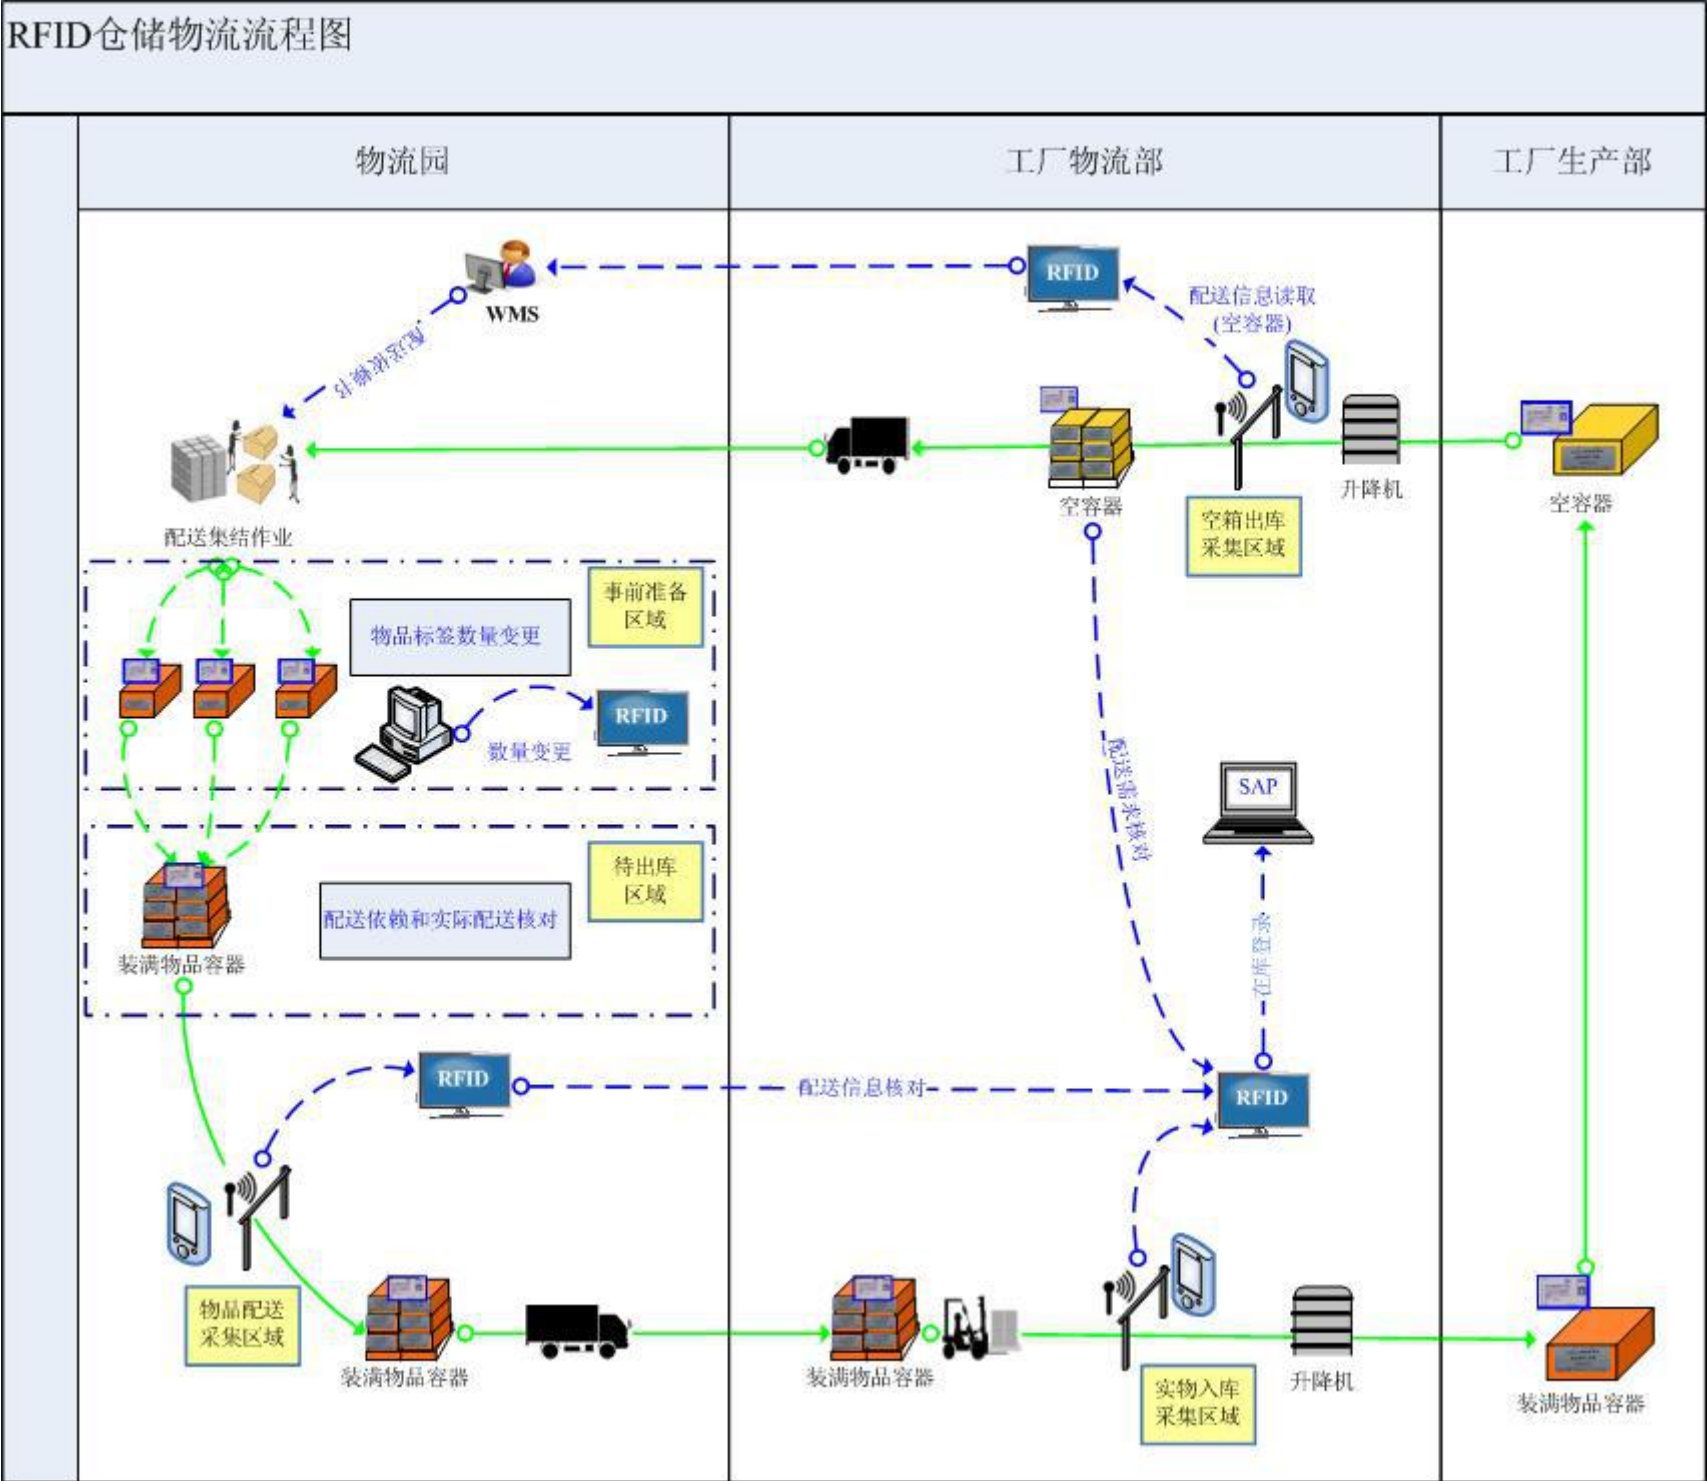 RFID仓储物流流程图
物流园
工厂物流部
工厂生产部
WMS
RFID
配送信息读取
(空容器)
配送依赖书
配送集结作业
空容器
空箱出库
采集区域
升降机
空容器
事前准备
区域
物品标签数量变更
RFID
数量变更
配送需求核对
SAP
在库登录
待出库
区域
配送依赖和实际配送核对
装满物品容器
RFID
配送信息核对
RFID
物品配送
采集区域
装满物品容器
装满物品容器
实物入库
采集区域
升降机
装满物品容器